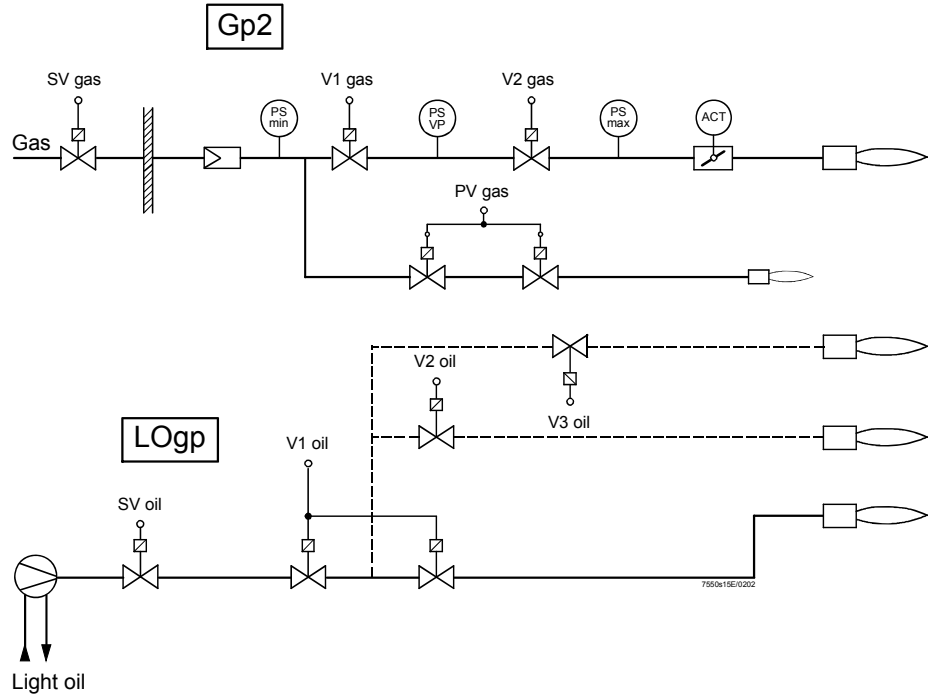 Gp2
SV gas
V1 gas
V2 gas
Gas
PS
min
PS
VP
PS
max
ACT
PV gas
V2 oil
V3 oil
LOgp
V1 oil
SV oil
7550s15E/0202
Light oil